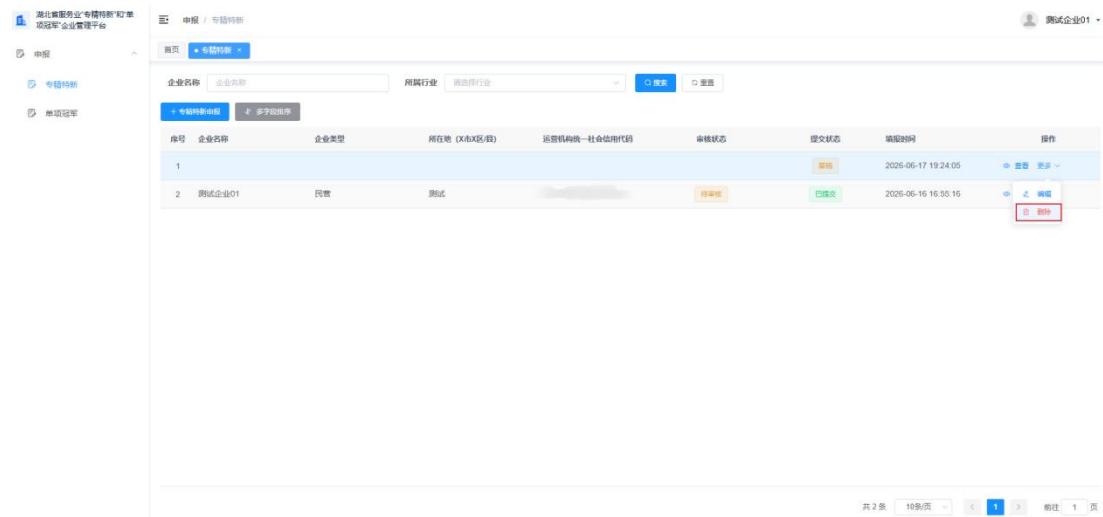 湖北省服务业“专精特新”和“单
项冠军”企业管理平台
申报 / 专精特新
测试企业01
申报
专精特新
单项冠军
首页
专精特新 ×
企业名称 企业名称 所属行业 请选择行业 搜索 重置
+ 专精特新申报 多字段排序
序号 企业名称 企业类型 所在地（X市X区/县） 运营机构统一社会信用代码 审核状态 提交状态 填报时间 操作
1 草稿 2026-06-17 19:24:05 查看 更多
2 测试企业01 民营 测试 待审核 已提交 2026-06-16 16:55:16
编辑
删除
共 2 条 10条/页 < 1 > 前往 1 页